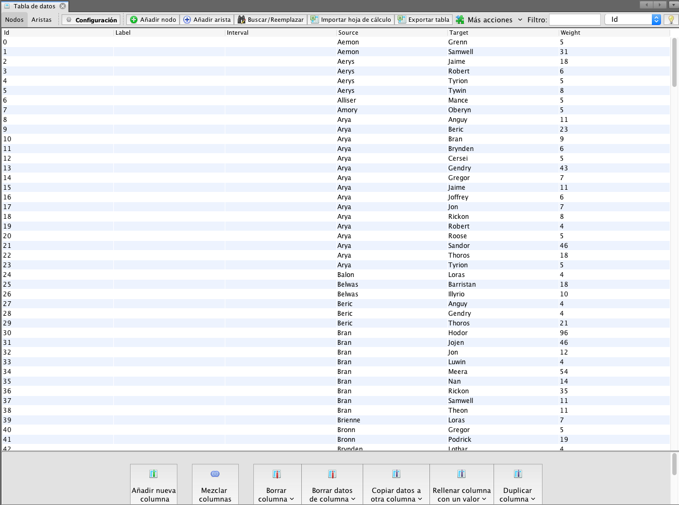 Tabla de datos
Nodos Aristas Configuración Añadir nodo Añadir arista Buscar/Reemplazar Importar hoja de cálculo Exportar tabla Más acciones Filtro: Id
Id Label Interval Source Target Weight
0 Aemon Grenn 5
1 Aemon Samwell 31
2 Aerys Jaime 18
3 Aerys Robert 6
4 Aerys Tyrion 5
5 Aerys Tywin 8
6 Alliser Mance 5
7 Amory Oberyn 5
8 Arya Anguy 11
9 Arya Beric 23
10 Arya Bran 9
11 Arya Brynden 6
12 Arya Cersei 5
13 Arya Gendry 43
14 Arya Gregor 7
15 Arya Jaime 11
16 Arya Joffrey 6
17 Arya Jon 7
18 Arya Rickon 8
19 Arya Robert 4
20 Arya Roose 5
21 Arya Sandor 46
22 Arya Thoros 18
23 Arya Tyrion 5
24 Balon Loras 4
25 Belwas Barristan 18
26 Belwas Illyrio 10
27 Beric Anguy 4
28 Beric Gendry 4
29 Beric Thoros 21
30 Bran Hodor 96
31 Bran Jojen 46
32 Bran Jon 12
33 Bran Luwin 4
34 Bran Meera 54
35 Bran Nan 14
36 Bran Rickon 35
37 Bran Samwell 11
38 Bran Theon 11
39 Brienne Loras 7
40 Bronn Gregor 5
41 Bronn Podrick 19
42 Brynden Lothar 4
Añadir nueva columna
Mezclar columnas
Borrar columna
Borrar datos de columna
Copiar datos a otra columna
Rellenar columna con un valor
Duplicar columna